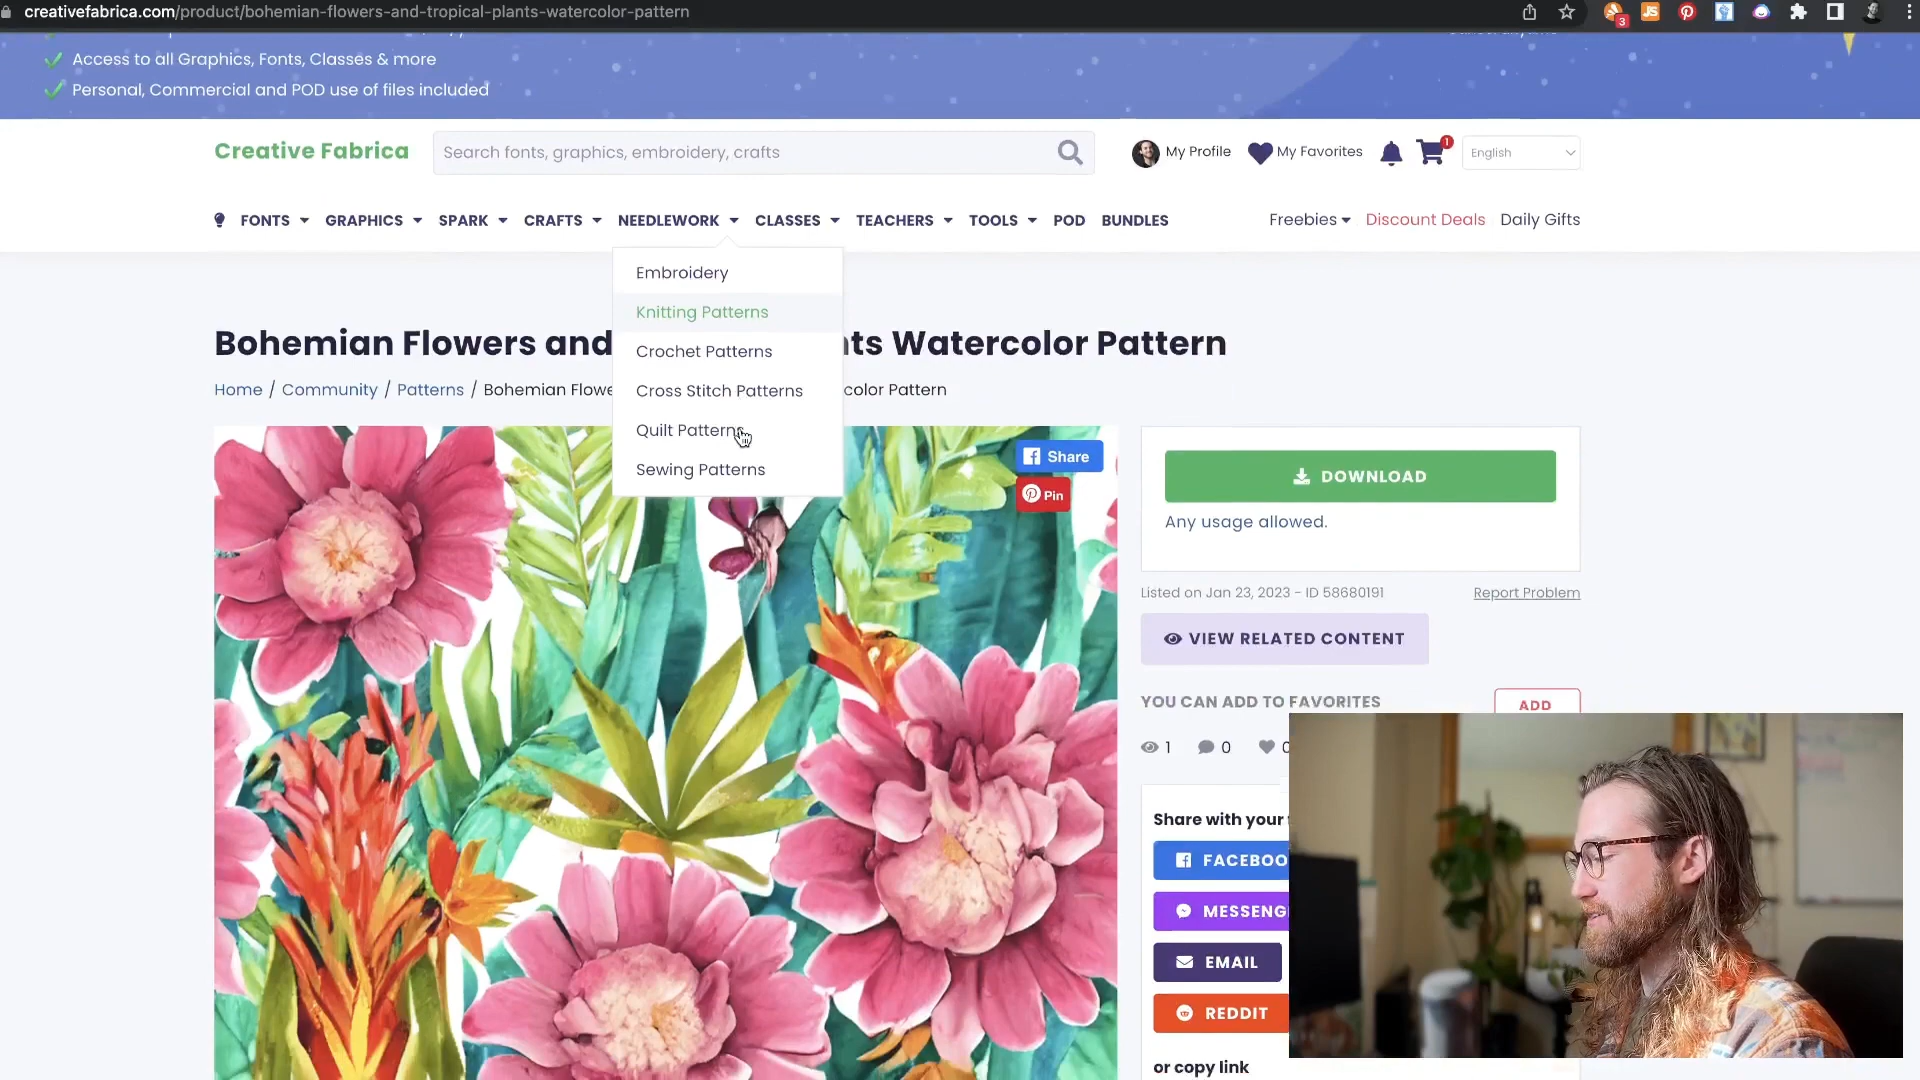 creativefabrica.com/product/bohemian-flowers-and-tropical-plants-watercolor-pattern
3
JS
Access to all Graphics, Fonts, Classes & more
Personal, Commercial and POD use of files included
Creative Fabrica
Search fonts, graphics, embroidery, crafts
My Profile
My Favorites
1
English
FONTS GRAPHICS SPARK CRAFTS NEEDLEWORK CLASSES TEACHERS TOOLS POD BUNDLES
Freebies Discount Deals Daily Gifts
Embroidery
Knitting Patterns
Crochet Patterns
Cross Stitch Patterns
Quilt Patterns
Sewing Patterns
Bohemian Flowers and nts Watercolor Pattern
Home / Community / Patterns / Bohemian Flowe color Pattern
Share
Pin
DOWNLOAD
Any usage allowed.
Listed on Jan 23, 2023 - ID 58680191
Report Problem
VIEW RELATED CONTENT
YOU CAN ADD TO FAVORITES
ADD
1 0 0
Share with your
FACEBOO
MESSENG
EMAIL
REDDIT
or copy link